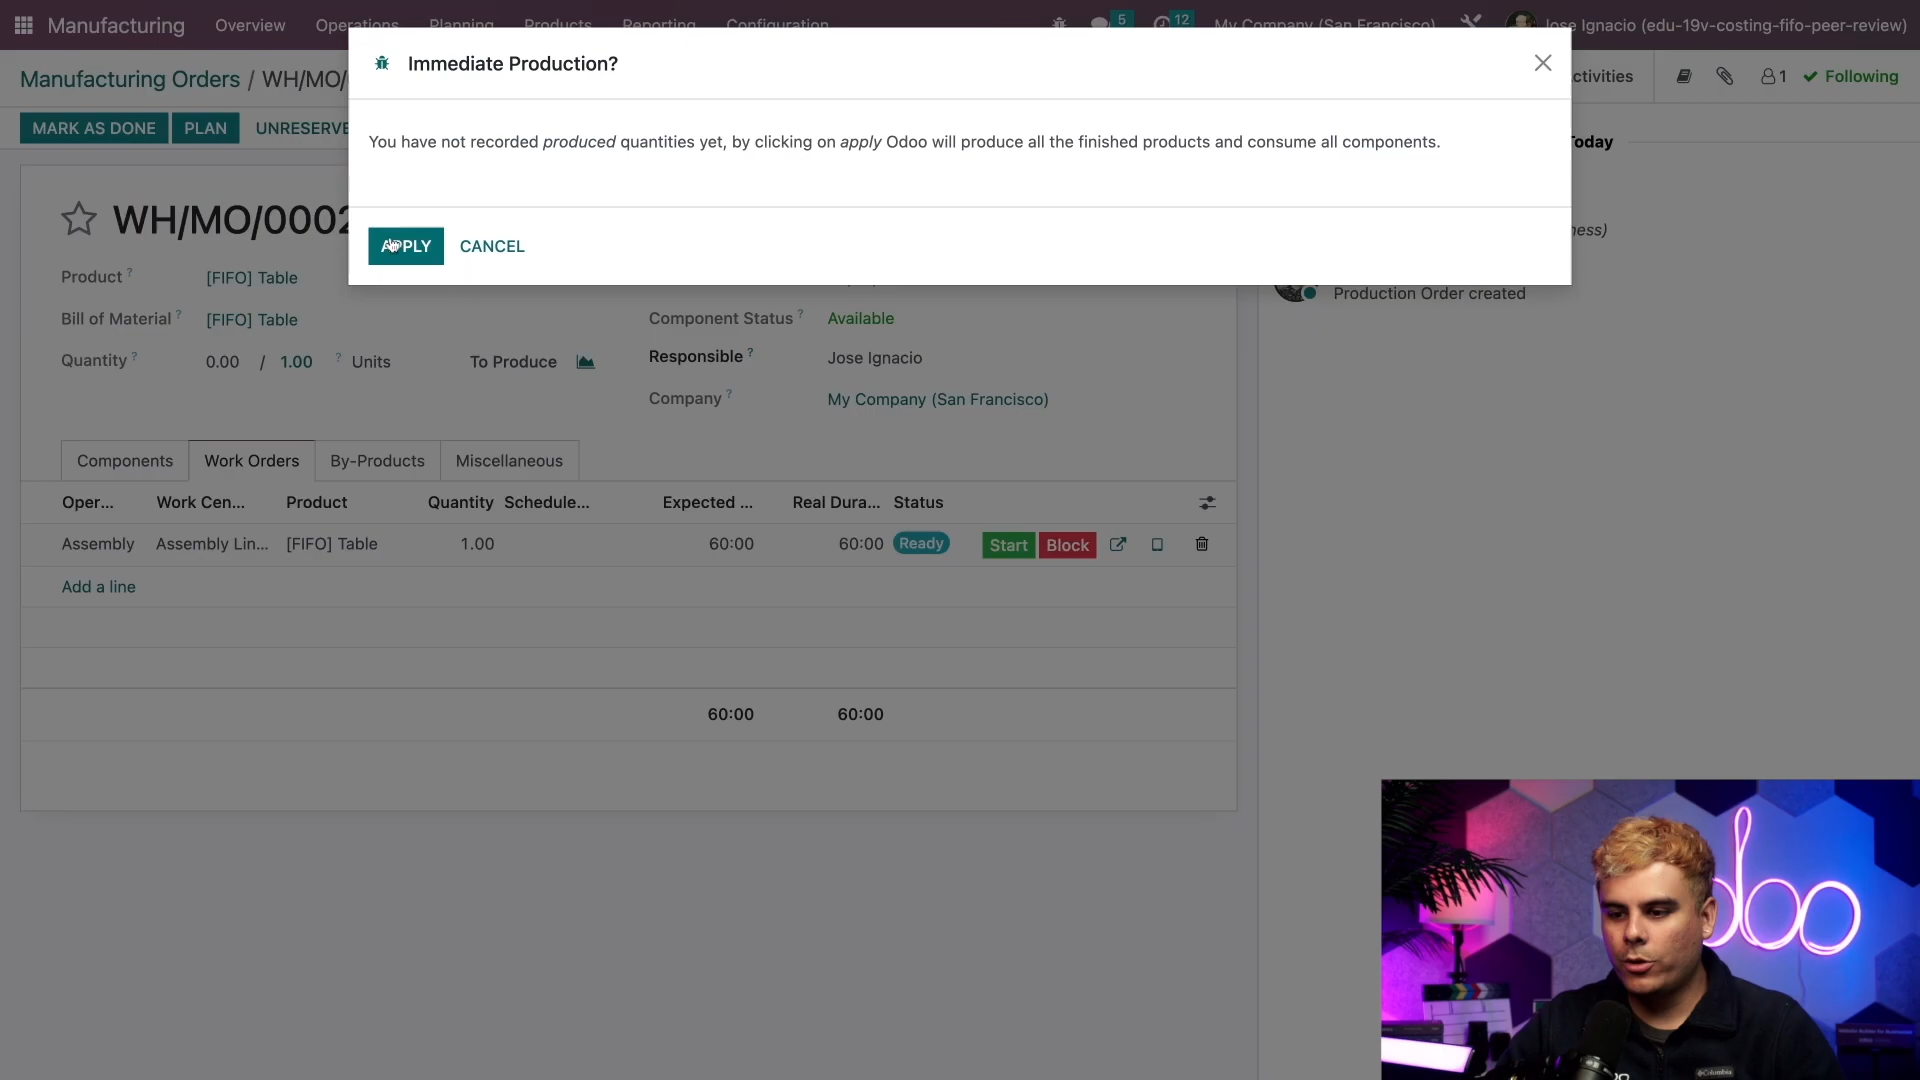 Manufacturing Overview Operations Planning Products Reporting Configuration 5 12 My Company (San Francisco) Jose Ignacio (edu-19v-costing-fifo-peer-review)
Manufacturing Orders / WH/MO/
Immediate Production?
ctivities 1 Following
MARK AS DONE PLAN UNRESERVE
You have not recorded produced quantities yet, by clicking on apply Odoo will produce all the finished products and consume all components.
Today
WH/MO/0002
APPLY CANCEL
ness)
Product ? [FIFO] Table
Production Order created
Bill of Material ? [FIFO] Table
Component Status ? Available
Quantity ? 0.00 / 1.00 ? Units To Produce
Responsible ? Jose Ignacio
Company ? My Company (San Francisco)
Components Work Orders By-Products Miscellaneous
Oper... Work Cen... Product Quantity Schedule... Expected ... Real Dura... Status
Assembly Assembly Lin... [FIFO] Table 1.00 60:00 60:00 Ready Start Block
Add a line
60:00 60:00
odoo
Columbia